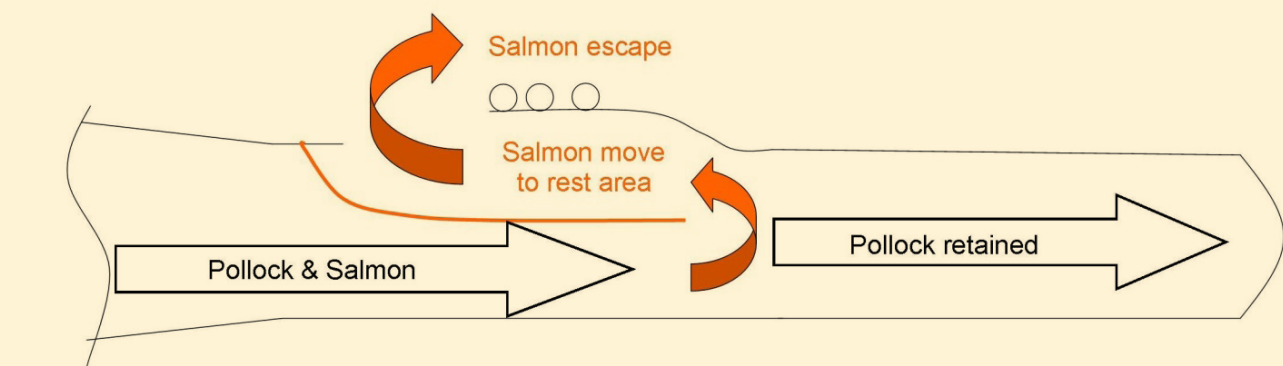 Salmon escape
Salmon move
to rest area
Pollock & Salmon
Pollock retained